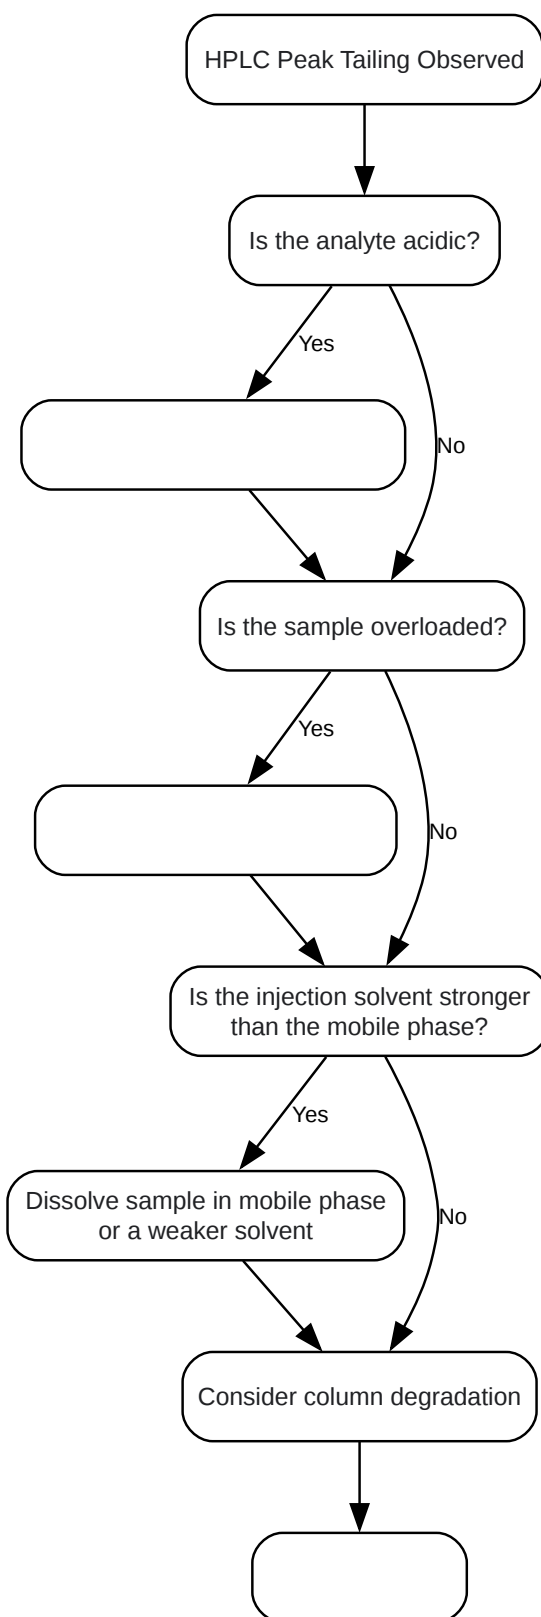 HPLC Peak Tailing Observed
Is the analyte acidic?
Yes
No
Is the sample overloaded?
Yes
No
Is the injection solvent stronger
than the mobile phase?
Yes
Dissolve sample in mobile phase
or a weaker solvent
No
Consider column degradation